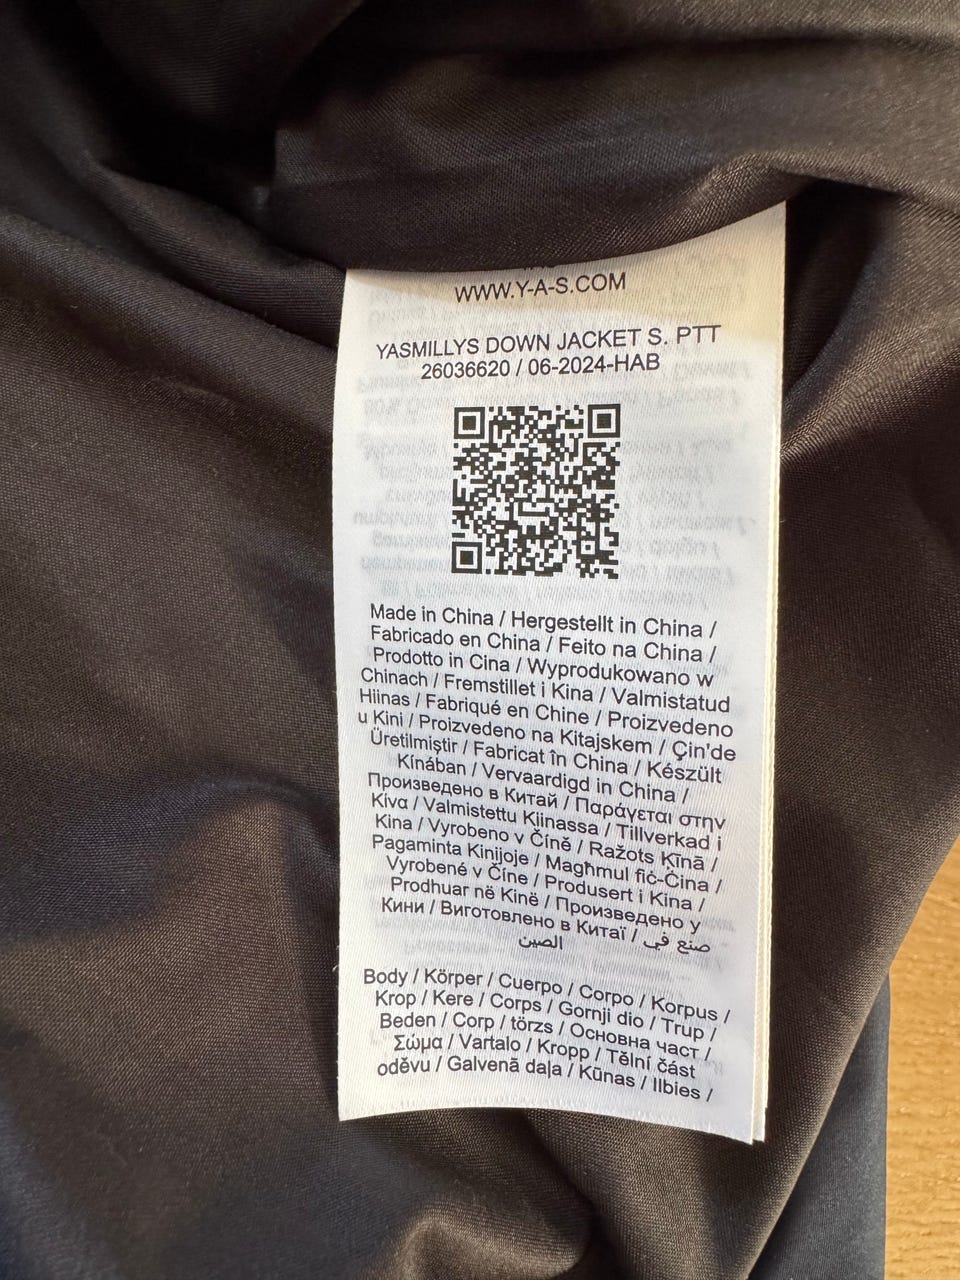 WWW.Y-A-S.COM
YASMILLYS DOWN JACKET S. PTT
26036620 / 06-2024-HAB
Made in China / Hergestellt in China /
Fabricado en China / Feito na China /
Prodotto in Cina / Wyprodukowano w
Chinach / Fremstillet i Kina / Valmistatud
Hiinas / Fabriqué en Chine / Proizvedeno
u Kini / Proizvedeno na Kitajskem / Çin'de
Üretilmiştir / Fabricat în China / Készült
Kínában / Vervaardigd in China /
Произведено в Китай / Παράγεται στην
Κίνα / Valmistettu Kiinassa / Tillverkad i
Kina / Vyrobeno v Číně / Ražots Ķīnā /
Pagaminta Kinijoje / Magħmul fiċ-Ċina /
Vyrobené v Číne / Produsert i Kina /
Prodhuar në Kinë / Произведено у
Кини / Виготовлено в Китаї / صنع في
الصين
Body / Körper / Cuerpo / Corpo / Korpus /
Krop / Kere / Corps / Gornji dio / Trup /
Beden / Corp / törzs / Основна част /
Σώμα / Vartalo / Kropp / Tělní část
oděvu / Galvenā daļa / Kūnas / Ilbies /